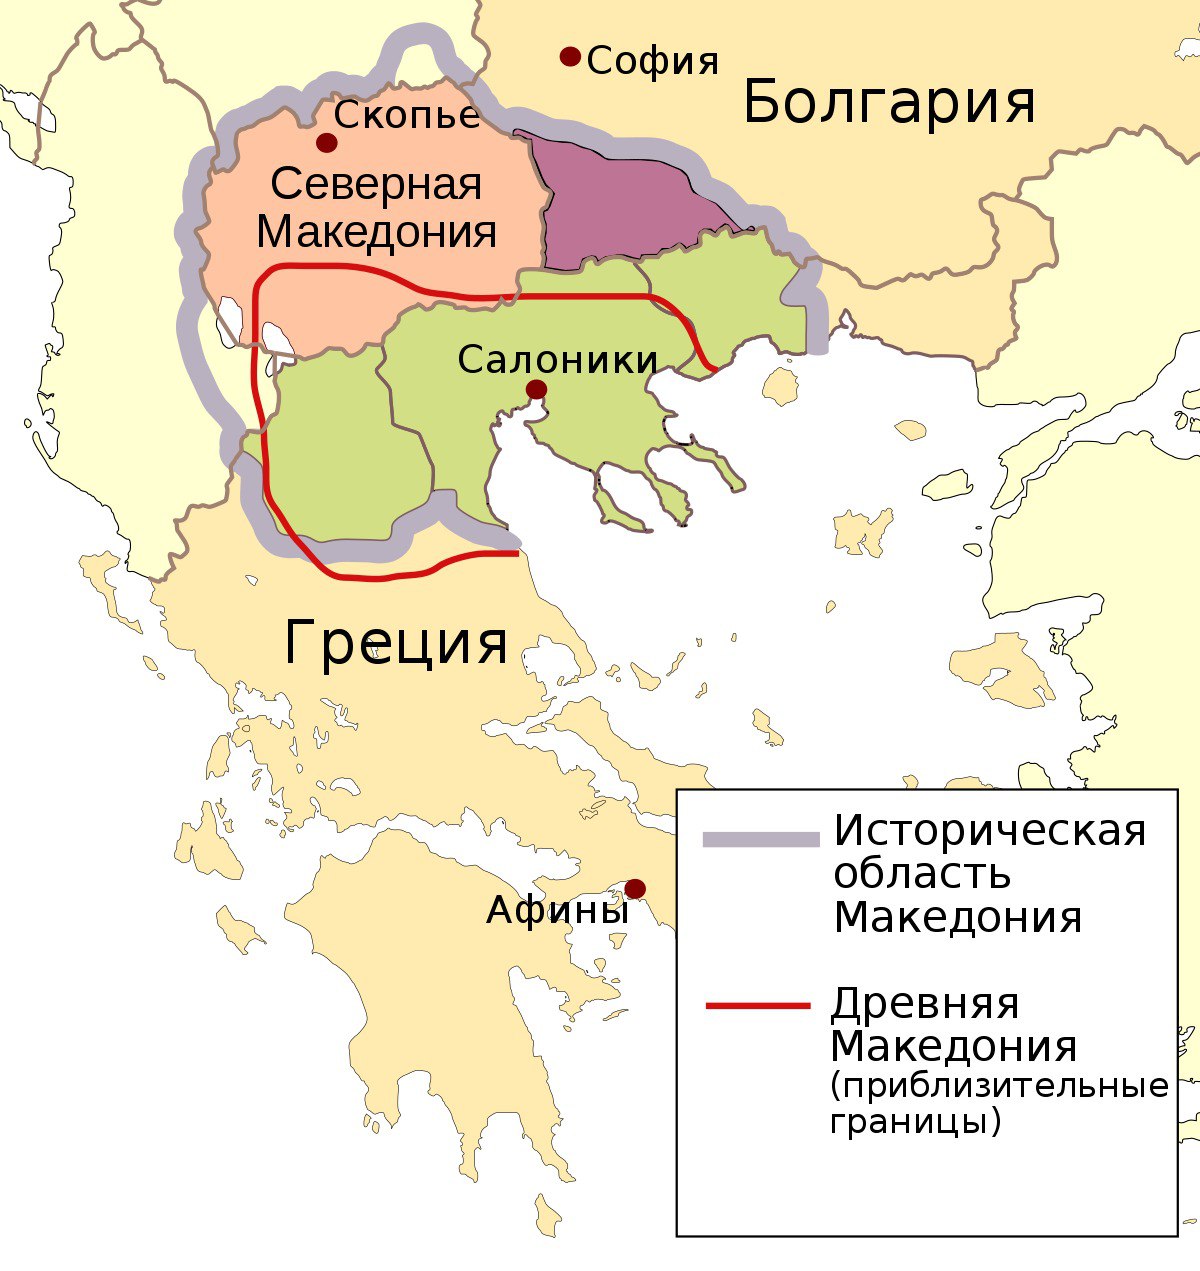 София
Болгария
Скопье
Северная
Македония
Салоники
Греция
Афины
Историческая
область
Македония
Древняя
Македония
(приблизительные
границы)